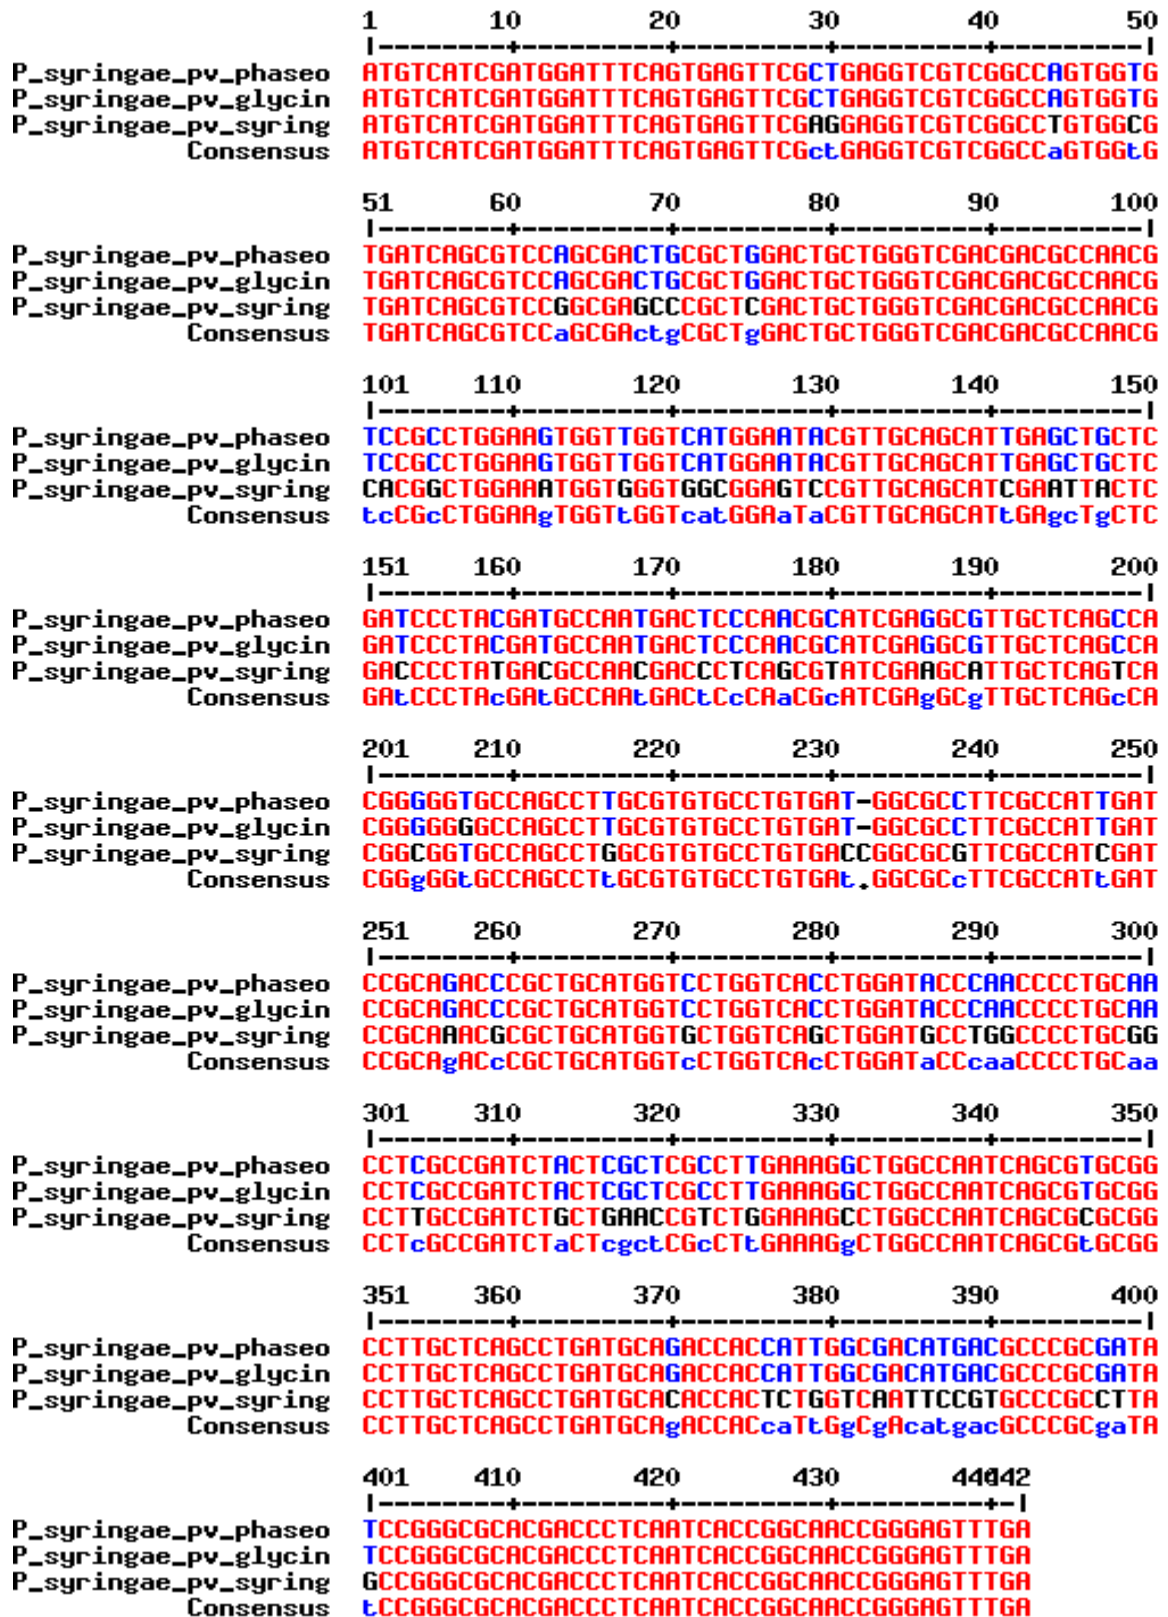 1 10 20 30 40 50
|--------+---------+---------+---------+---------|
P_syringae_pv_phaseo ATGTCATCGATGGATTTCAGTGAGTTCGCTGAGGTCGTCGGCCAGTGGTG
P_syringae_pv_glycin ATGTCATCGATGGATTTCAGTGAGTTCGCTGAGGTCGTCGGCCAGTGGTG
P_syringae_pv_syring ATGTCATCGATGGATTTCAGTGAGTTCGAGGAGGTCGTCGGCCTGTGGCG
Consensus ATGTCATCGATGGATTTCAGTGAGTTCGctGAGGTCGTCGGCCaGTGGtG
51 60 70 80 90 100
|--------+---------+---------+---------+---------|
P_syringae_pv_phaseo TGATCAGCGTCCAGCGACTGCGCTGGACTGCTGGGTCGACGACGCCAACG
P_syringae_pv_glycin TGATCAGCGTCCAGCGACTGCGCTGGACTGCTGGGTCGACGACGCCAACG
P_syringae_pv_syring TGATCAGCGTCCGGCGAGCCCGCTCGACTGCTGGGTCGACGACGCCAACG
Consensus TGATCAGCGTCCaGCGActgCGCTgGACTGCTGGGTCGACGACGCCAACG
101 110 120 130 140 150
|--------+---------+---------+---------+---------|
P_syringae_pv_phaseo TCCGCCTGGAAGTGGTTGGTCATGGAATACGTTGCAGCATTGAGCTGCTC
P_syringae_pv_glycin TCCGCCTGGAAGTGGTTGGTCATGGAATACGTTGCAGCATTGAGCTGCTC
P_syringae_pv_syring CACGGCTGGAAATGGTGGGTGGCGGAGTCCGTTGCAGCATCGAATTACTC
Consensus tcCGcCTGGAAgTGGTtGGTcatGGAaTaCGTTGCAGCATtGAgcTgCTC
151 160 170 180 190 200
|--------+---------+---------+---------+---------|
P_syringae_pv_phaseo GATCCCTACGATGCCAATGACTCCCAACGCATCGAGGCGTTGCTCAGCCA
P_syringae_pv_glycin GATCCCTACGATGCCAATGACTCCCAACGCATCGAGGCGTTGCTCAGCCA
P_syringae_pv_syring GACCCCTATGACGCCAACGACCCTCAGCGTATCGAAGCATTGCTCAGTCA
Consensus GAtCCCTAcGAtGCCAAtGACtCcCAaCGcATCGAgGCgTTGCTCAGcCA
201 210 220 230 240 250
|--------+---------+---------+---------+---------|
P_syringae_pv_phaseo CGGGGGTGCCAGCCTTGCGTGTGCCTGTGAT-GGCGCCTTCGCCATTGAT
P_syringae_pv_glycin CGGGGGGGCCAGCCTTGCGTGTGCCTGTGAT-GGCGCCTTCGCCATTGAT
P_syringae_pv_syring CGGCGGTGCCAGCCTGGCGTGTGCCTGTGACCGGCGCGTTCGCCATCGAT
Consensus CGGgGGtGCCAGCCTtGCGTGTGCCTGTGAt.GGCGCcTTCGCCATtGAT
251 260 270 280 290 300
|--------+---------+---------+---------+---------|
P_syringae_pv_phaseo CCGCAGACCCGCTGCATGGTCCTGGTCACCTGGATACCCAACCCCTGCAA
P_syringae_pv_glycin CCGCAGACCCGCTGCATGGTCCTGGTCACCTGGATACCCAACCCCTGCAA
P_syringae_pv_syring CCGCAAACGCGCTGCATGGTGCTGGTCAGCTGGATGCCTGGCCCCTGCGG
Consensus CCGCAgACcCGCTGCATGGTcCTGGTCAcCTGGATaCCcaaCCCCTGCaa
301 310 320 330 340 350
|--------+---------+---------+---------+---------|
P_syringae_pv_phaseo CCTCGCCGATCTACTCGCTCGCCTTGAAAGGCTGGCCAATCAGCGTGCGG
P_syringae_pv_glycin CCTCGCCGATCTACTCGCTCGCCTTGAAAGGCTGGCCAATCAGCGTGCGG
P_syringae_pv_syring CCTTGCCGATCTGCTGAACCGTCTGGAAAGCCTGGCCAATCAGCGCGCGG
Consensus CCTcGCCGATCTaCTcgctCGcCTtGAAAGgCTGGCCAATCAGCGtGCGG
351 360 370 380 390 400
|--------+---------+---------+---------+---------|
P_syringae_pv_phaseo CCTTGCTCAGCCTGATGCAGACCACCATTGGCGACATGACGCCCGCGATA
P_syringae_pv_glycin CCTTGCTCAGCCTGATGCAGACCACCATTGGCGACATGACGCCCGCGATA
P_syringae_pv_syring CCTTGCTCAGCCTGATGCACACCACTCTGGTCAATTCCGTGCCCGCCTTA
Consensus CCTTGCTCAGCCTGATGCAgACCACcaTtGgCgAcatgacGCCCGCgaTA
401 410 420 430 440442
|--------+---------+---------+---------+-|
P_syringae_pv_phaseo TCCGGGCGCACGACCCTCAATCACCGGCAACCGGGAGTTTGA
P_syringae_pv_glycin TCCGGGCGCACGACCCTCAATCACCGGCAACCGGGAGTTTGA
P_syringae_pv_syring GCCGGGCGCACGACCCTCAATCACCGGCAACCGGGAGTTTGA
Consensus tCCGGGCGCACGACCCTCAATCACCGGCAACCGGGAGTTTGA